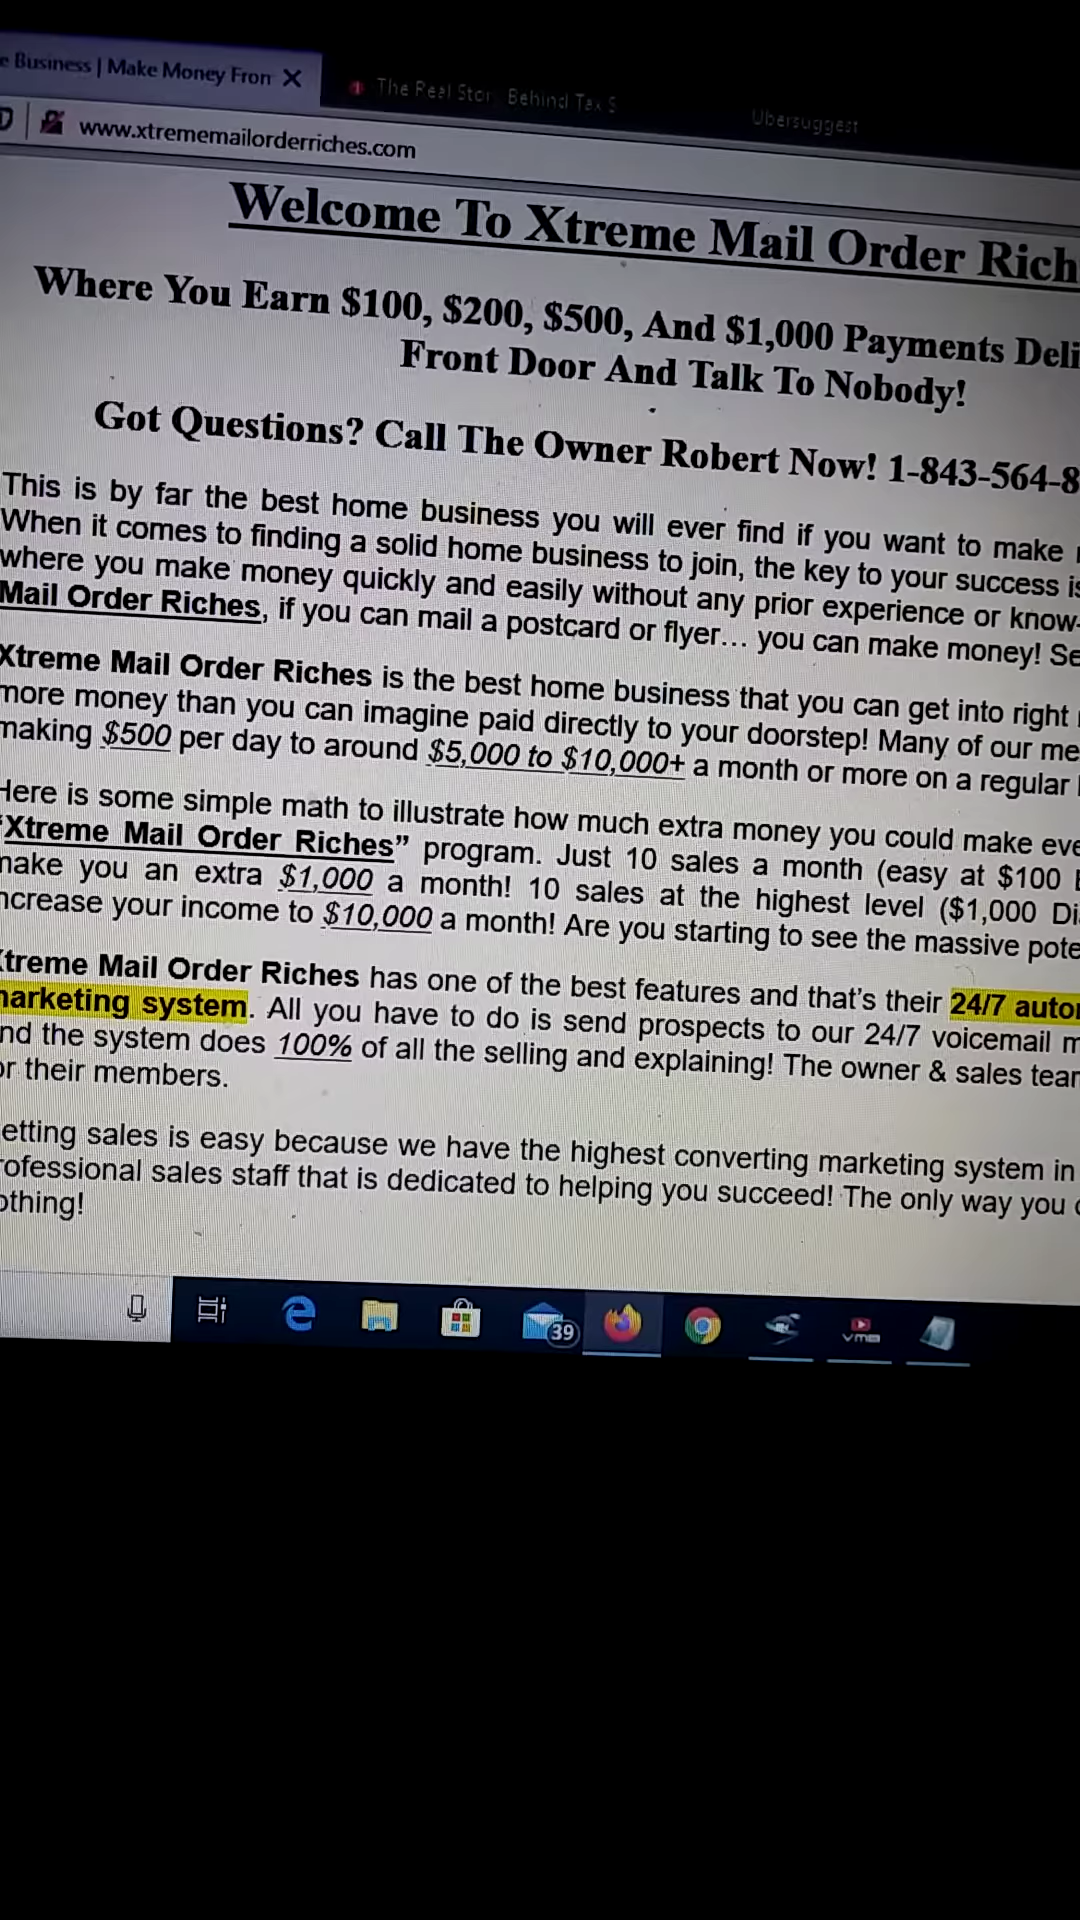 e Business | Make Money Fron
The Real Stor Behind Tax S
Ubersuggest
www.xtrememailorderriches.com
Welcome To Xtreme Mail Order Rich
Where You Earn $100, $200, $500, And $1,000 Payments Deli
Front Door And Talk To Nobody!
Got Questions? Call The Owner Robert Now! 1-843-564-8
This is by far the best home business you will ever find if you want to make
When it comes to finding a solid home business to join, the key to your success is
where you make money quickly and easily without any prior experience or know-
Mail Order Riches, if you can mail a postcard or flyer... you can make money! Se
Xtreme Mail Order Riches is the best home business that you can get into right
more money than you can imagine paid directly to your doorstep! Many of our me
making $500 per day to around $5,000 to $10,000+ a month or more on a regular
Here is some simple math to illustrate how much extra money you could make eve
"Xtreme Mail Order Riches" program. Just 10 sales a month (easy at $100
make you an extra $1,000 a month! 10 sales at the highest level ($1,000 Di
ncrease your income to $10,000 a month! Are you starting to see the massive pote
Xtreme Mail Order Riches has one of the best features and that's their 24/7 autom
marketing system. All you have to do is send prospects to our 24/7 voicemail m
nd the system does 100% of all the selling and explaining! The owner & sales tear
or their members.
etting sales is easy because we have the highest converting marketing system in
rofessional sales staff that is dedicated to helping you succeed! The only way you
othing!
39